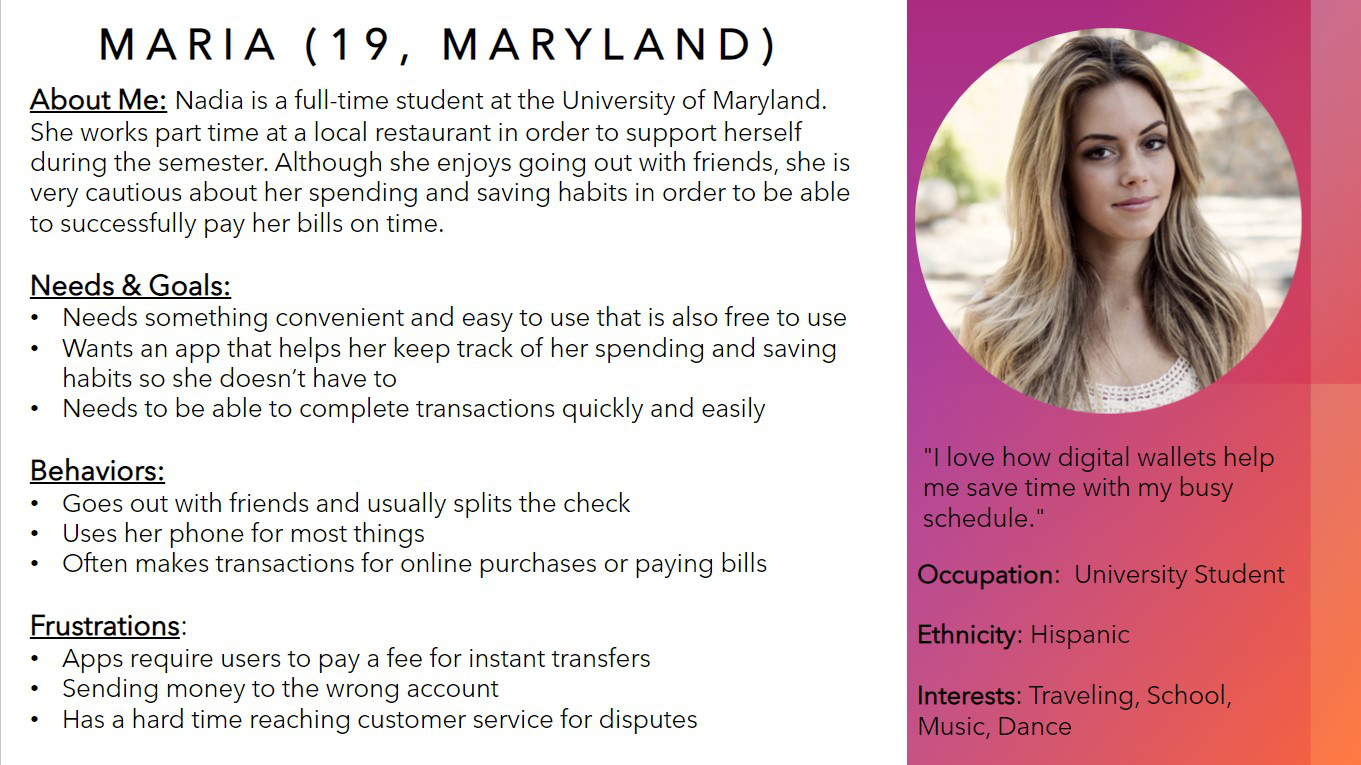 MARIA (19, MARYLAND)
About Me: Nadia is a full-time student at the University of Maryland.
She works part time at a local restaurant in order to support herself
during the semester. Although she enjoys going out with friends, she is
very cautious about her spending and saving habits in order to be able
to successfully pay her bills on time.
Needs & Goals:
• Needs something convenient and easy to use that is also free to use
• Wants an app that helps her keep track of her spending and saving
habits so she doesn’t have to
• Needs to be able to complete transactions quickly and easily
Behaviors:
• Goes out with friends and usually splits the check
• Uses her phone for most things
• Often makes transactions for online purchases or paying bills
Frustrations:
• Apps require users to pay a fee for instant transfers
• Sending money to the wrong account
• Has a hard time reaching customer service for disputes
"I love how digital wallets help
me save time with my busy
schedule."
Occupation: University Student
Ethnicity: Hispanic
Interests: Traveling, School,
Music, Dance